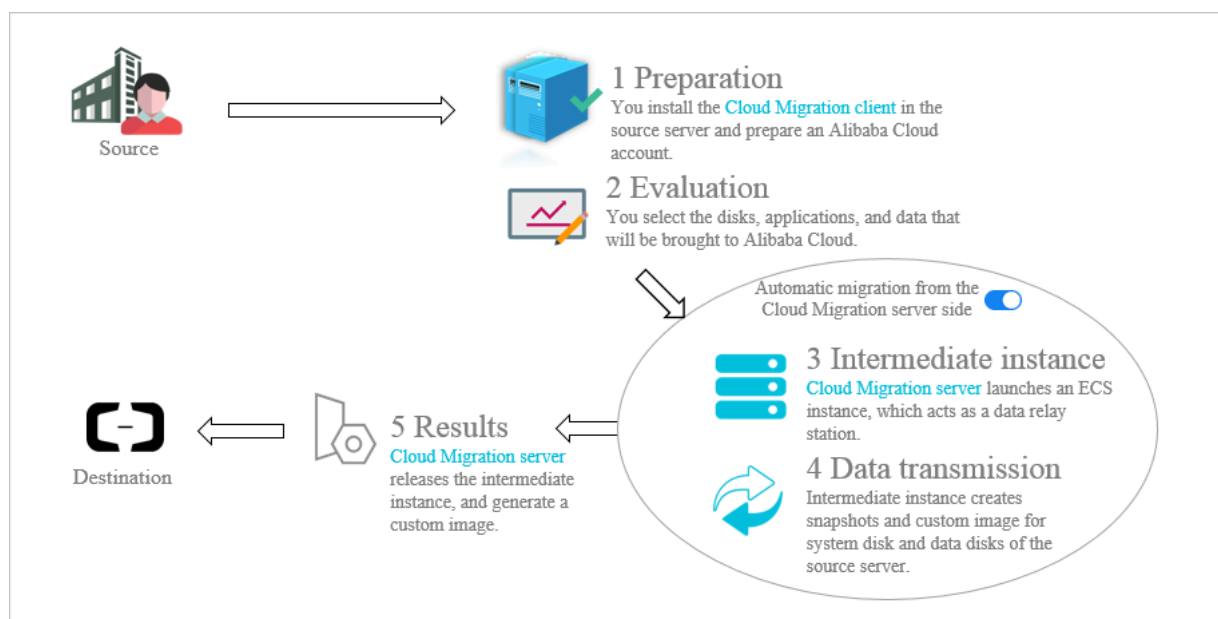 Source
1 Preparation
You install the Cloud Migration client in the
source server and prepare an Alibaba Cloud
account.
2 Evaluation
You select the disks, applications, and data that
will be brought to Alibaba Cloud.
Automatic migration from the
Cloud Migration server side
3 Intermediate instance
Cloud Migration server launches an ECS
instance, which acts as a data relay
station.
4 Data transmission
Intermediate instance creates
snapshots and custom image for
system disk and data disks of the
source server.
5 Results
Cloud Migration server
releases the intermediate
instance, and generate a
custom image.
Destination